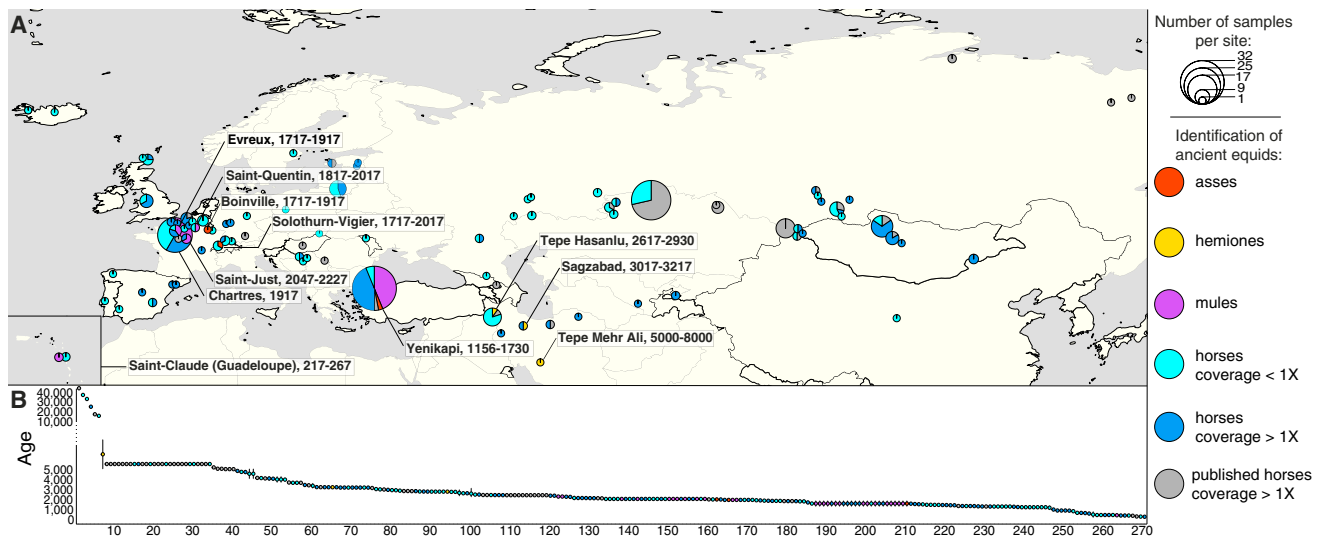 A
Number of samples
per site:
32
25
17
9
1
Identification of
ancient equids:
asses
hemiones
mules
horses
coverage < 1X
horses
coverage > 1X
published horses
coverage > 1X
Evreux, 1717-1917
Saint-Quentin, 1817-2017
Boinville, 1717-1917
Solothurn-Vigier, 1717-2017
Tepe Hasanlu, 2617-2930
Sagzabad, 3017-3217
Saint-Just, 2047-2227
Chartres, 1917
Tepe Mehr Ali, 5000-8000
Yenikapi, 1156-1730
Saint-Claude (Guadeloupe), 217-267
B
Age
40,000
30,000
20,000
10,000
5,000
4,000
3,000
2,000
1,000
0
10 20 30 40 50 60 70 80 90 100 110 120 130 140 150 160 170 180 190 200 210 220 230 240 250 260 270